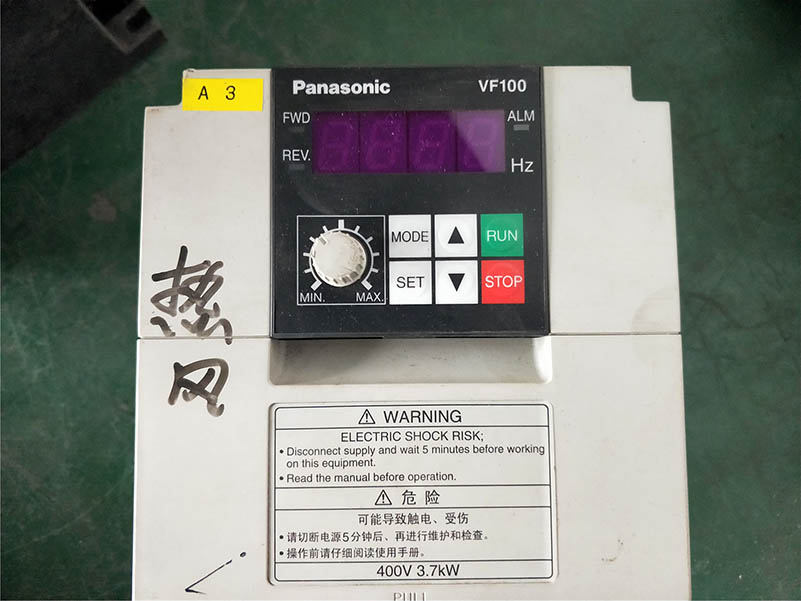 A 3
Panasonic VF100
FWD
ALM
REV.
Hz
MODE
RUN
SET
STOP
MIN. MAX.
热
风
⚠ WARNING
ELECTRIC SHOCK RISK;
• Disconnect supply and wait 5 minutes before working
on this equipment.
• Read the manual before operation.
⚠ 危 险
可能导致触电、受伤
• 请切断电源5分钟后、再进行维护和检查。
• 操作前请仔细阅读使用手册。
400V 3.7kW
PULL